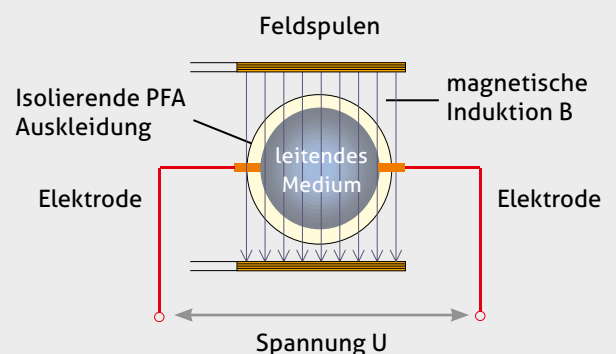 Feldspulen
Isolierende PFA
Auskleidung
magnetische
Induktion B
leitendes
Medium
Elektrode
Elektrode
Spannung U